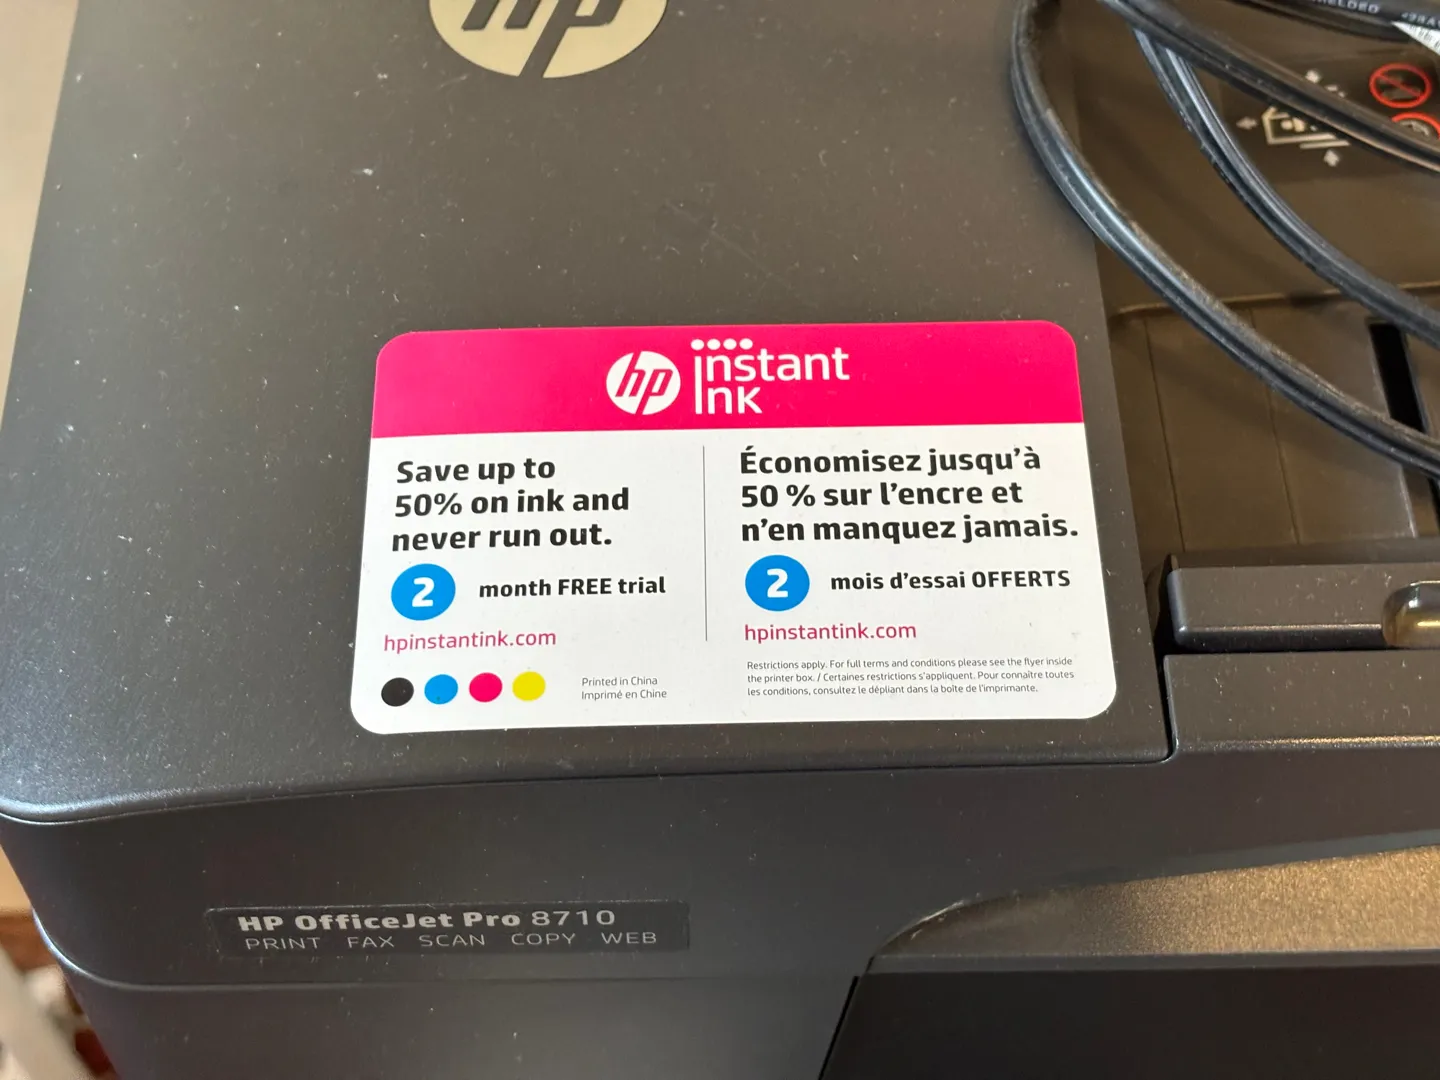 hp
hp instant
Ink
Save up to
50% on ink and
never run out.
2 month FREE trial
hpinstantink.com
Printed in China
Imprimé en Chine
Économisez jusqu'à
50 % sur l'encre et
n'en manquez jamais.
2 mois d'essai OFFERTS
hpinstantink.com
Restrictions apply. For full terms and conditions please see the flyer inside
the printer box. / Certaines restrictions s'appliquent. Pour connaître toutes
les conditions, consultez le dépliant dans la boîte de l'imprimante.
HP OfficeJet Pro 8710
PRINT FAX SCAN COPY WEB